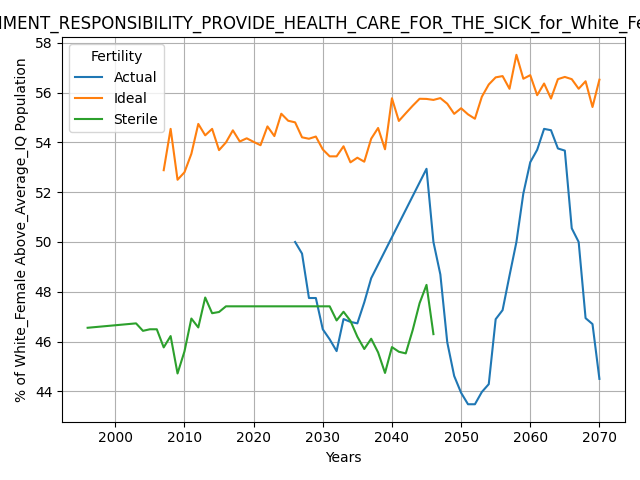 NMENT_RESPONSIBILITY_PROVIDE_HEALTH_CARE_FOR_THE_SICK_for_White_Fe
58
56
54
52
50
48
46
44
% of White_Female Above_Average_IQ Population
Fertility
Actual
Ideal
Sterile
2000 2010 2020 2030 2040 2050 2060 2070
Years